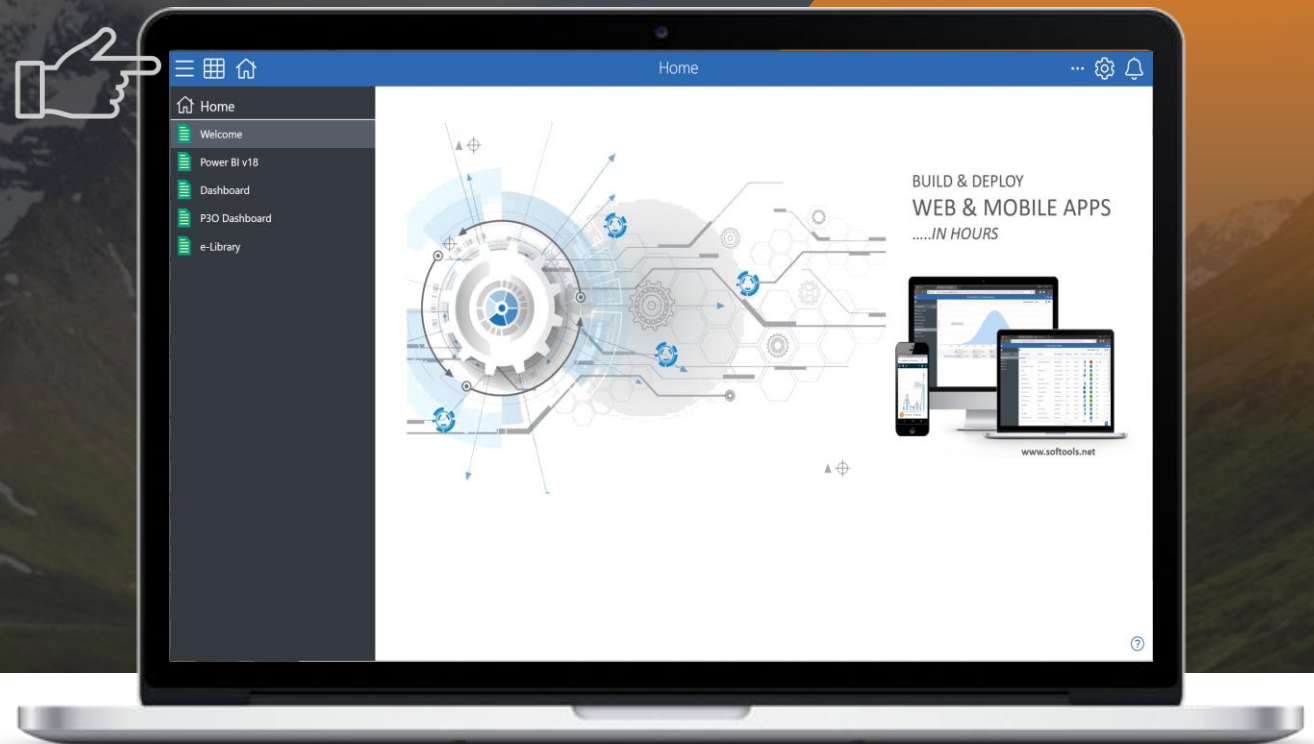 Home
Home
Welcome
Power BI v18
Dashboard
P3O Dashboard
e-Library
BUILD & DEPLOY
WEB & MOBILE APPS
.....IN HOURS
www.softools.net